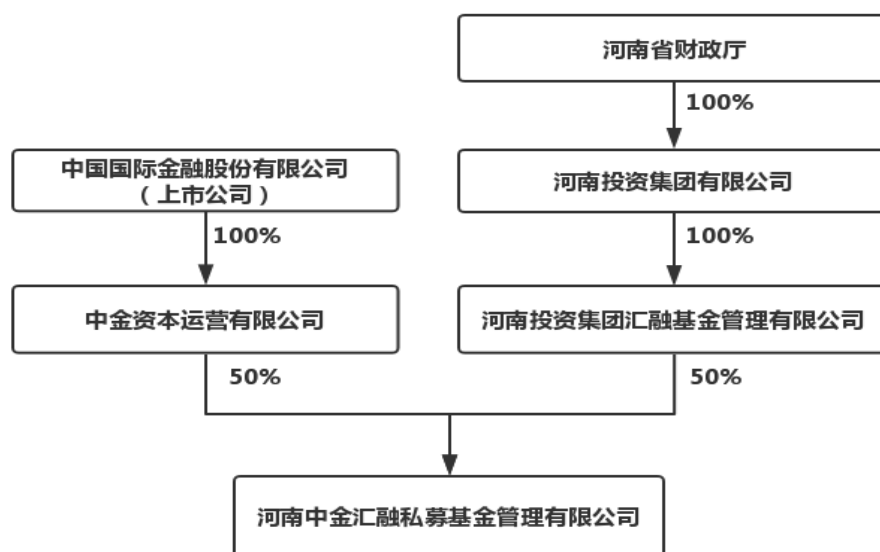 河南省财政厅
100%
中国国际金融股份有限公司
（上市公司）
河南投资集团有限公司
100%
100%
中金资本运营有限公司
河南投资集团汇融基金管理有限公司
50%
50%
河南中金汇融私募基金管理有限公司